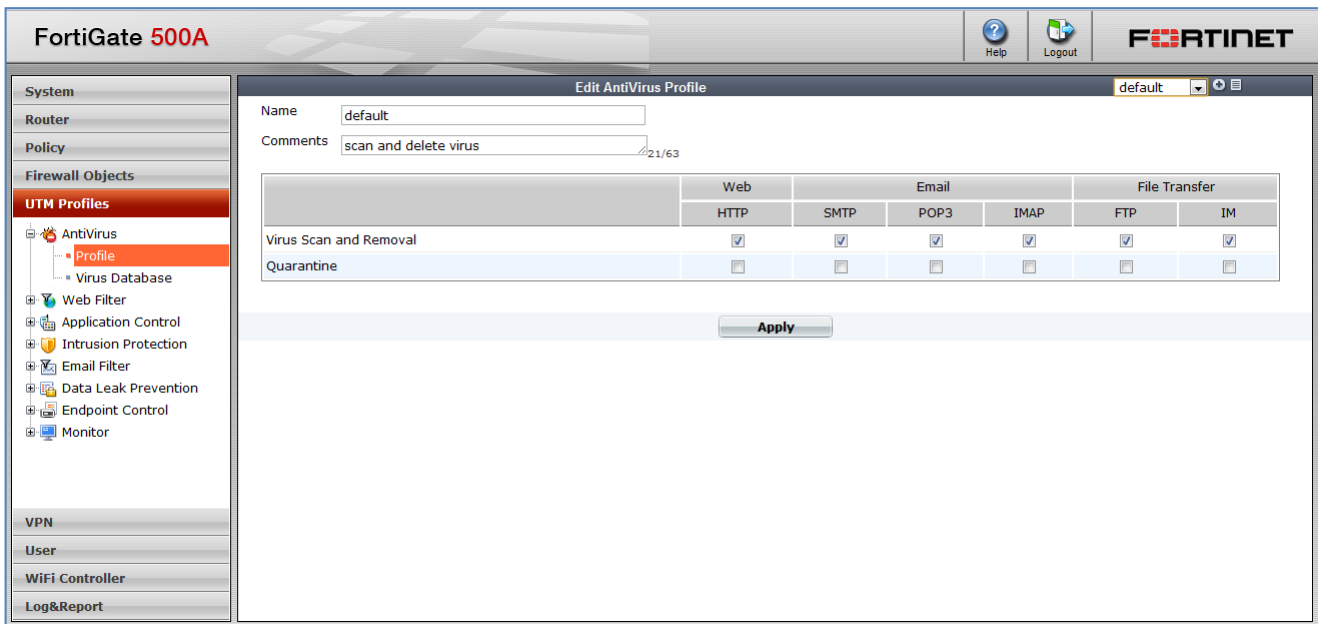 FortiGate 500A
Help
Logout
FORTINET
System
Router
Policy
Firewall Objects
UTM Profiles
AntiVirus
Profile
Virus Database
Web Filter
Application Control
Intrusion Protection
Email Filter
Data Leak Prevention
Endpoint Control
Monitor
VPN
User
WiFi Controller
Log&Report
Edit AntiVirus Profile
default
Name default
Comments scan and delete virus 21/63
Web Email File Transfer
HTTP SMTP POP3 IMAP FTP IM
Virus Scan and Removal
Quarantine
Apply